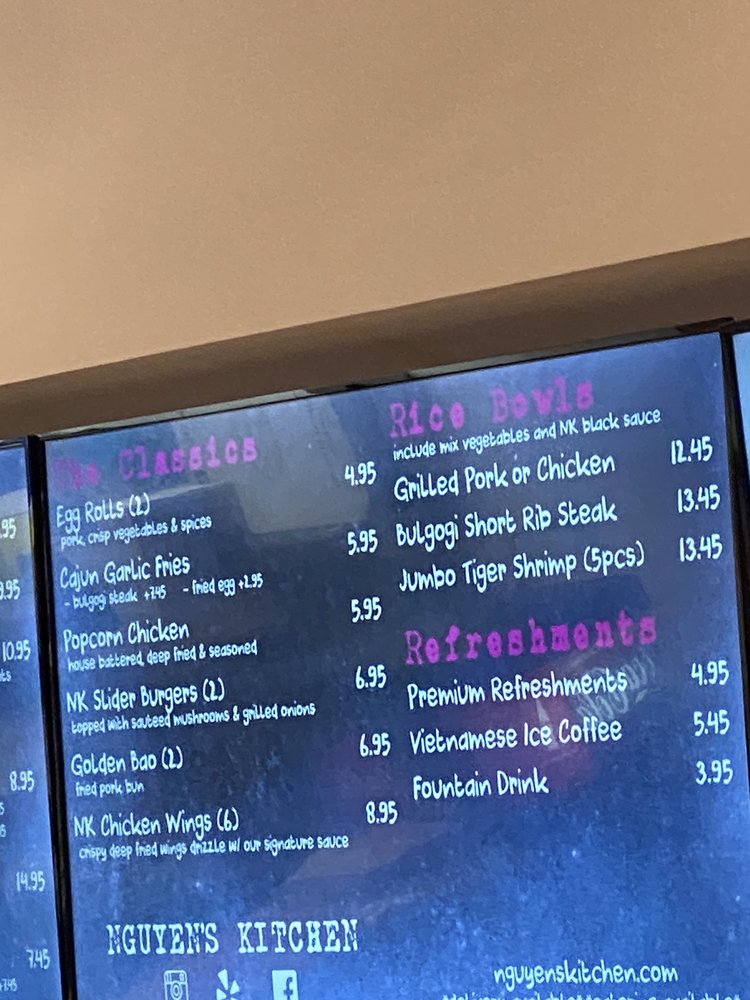 The Classics
Egg Rolls (2) 4.95
pork, crisp vegetables & spices
Cajun Garlic Fries 5.95
- bulgogi steak +7.45 - fried egg +2.95
Popcorn Chicken 5.95
house battered, deep fried & seasoned
NK Slider Burgers (2) 6.95
topped with sauteed mushrooms & grilled onions
Golden Bao (2) 6.95
fried pork bun
NK Chicken Wings (6) 8.95
crispy deep fried wings drizzle w/ our signature sauce
NGUYEN'S KITCHEN
Rice Bowls
include mix vegetables and NK black sauce
Grilled Pork or Chicken 12.45
Bulgogi Short Rib Steak 13.45
Jumbo Tiger Shrimp (5pcs) 13.45
Refreshments
Premium Refreshments 4.95
Vietnamese Ice Coffee 5.45
Fountain Drink 3.95
nguyenskitchen.com
.95
9.95
10.95
8.95
14.95
7.45